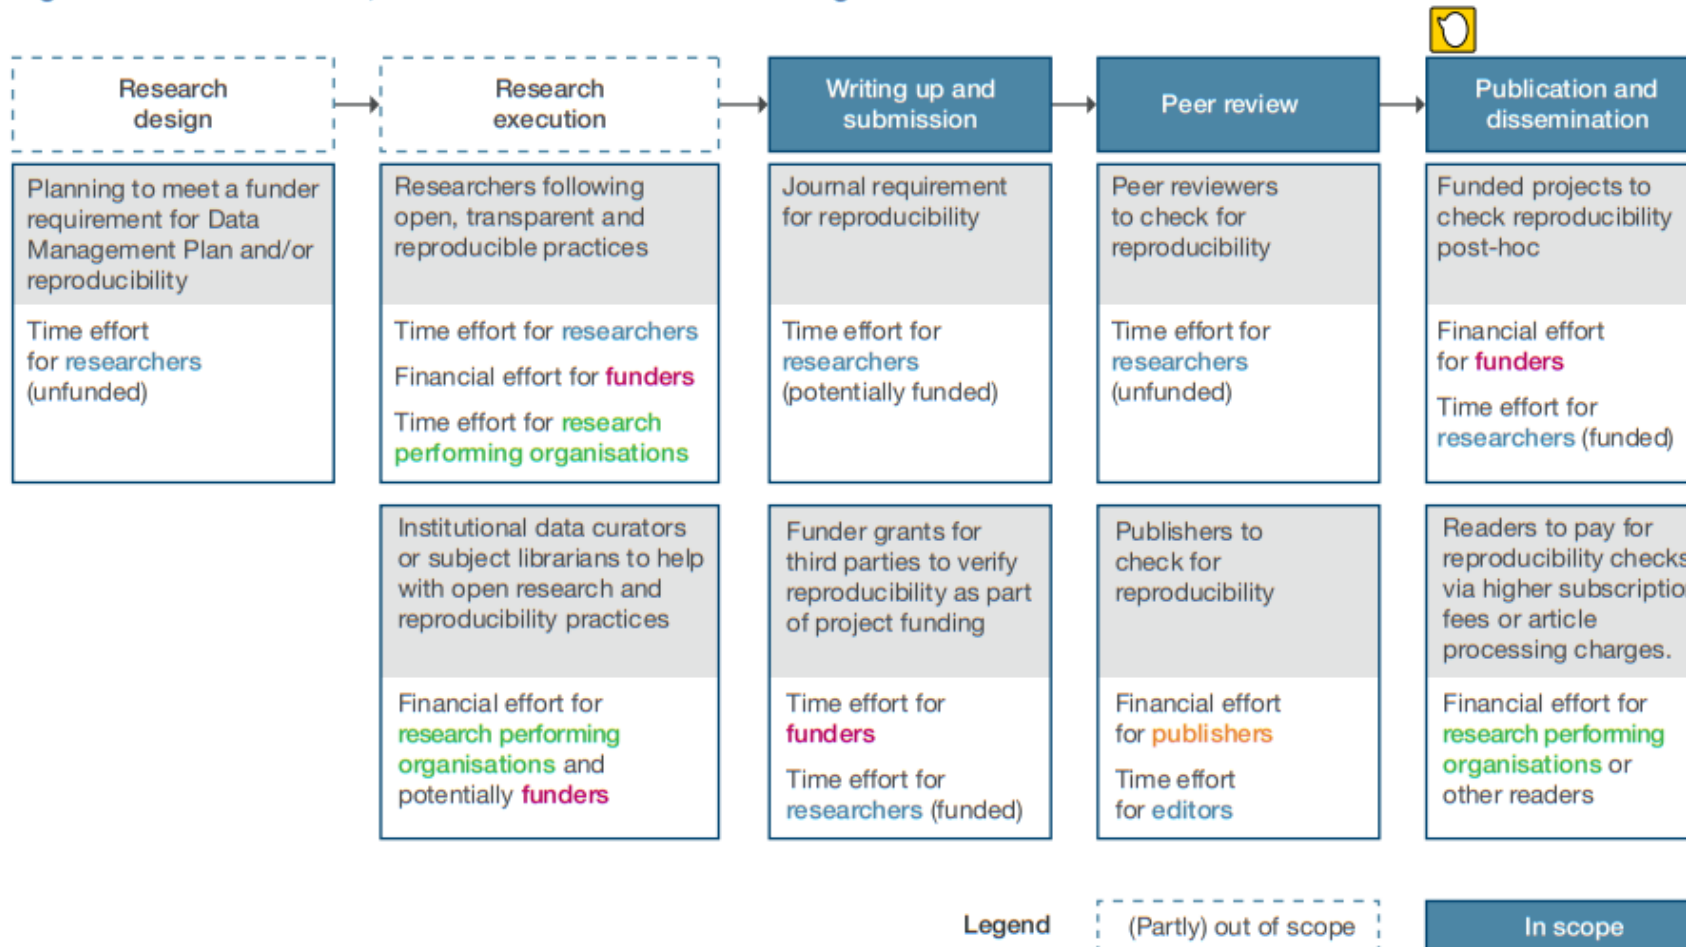 Research
design
Research
execution
Writing up and
submission
Peer review
Publication and
dissemination
Planning to meet a funder
requirement for Data
Management Plan and/or
reproducibility
Time effort
for researchers
(unfunded)
Researchers following
open, transparent and
reproducible practices
Time effort for researchers
Financial effort for funders
Time effort for research
performing organisations
Journal requirement
for reproducibility
Time effort for
researchers
(potentially funded)
Peer reviewers
to check for
reproducibility
Time effort for
researchers
(unfunded)
Funded projects to
check reproducibility
post-hoc
Financial effort
for funders
Time effort for
researchers (funded)
Institutional data curators
or subject librarians to help
with open research and
reproducibility practices
Financial effort for
research performing
organisations and
potentially funders
Funder grants for
third parties to verify
reproducibility as part
of project funding
Time effort for
funders
Time effort for
researchers (funded)
Publishers to
check for
reproducibility
Financial effort
for publishers
Time effort
for editors
Readers to pay for
reproducibility checks
via higher subscription
fees or article
processing charges.
Financial effort for
research performing
organisations or
other readers
Legend
(Partly) out of scope
In scope